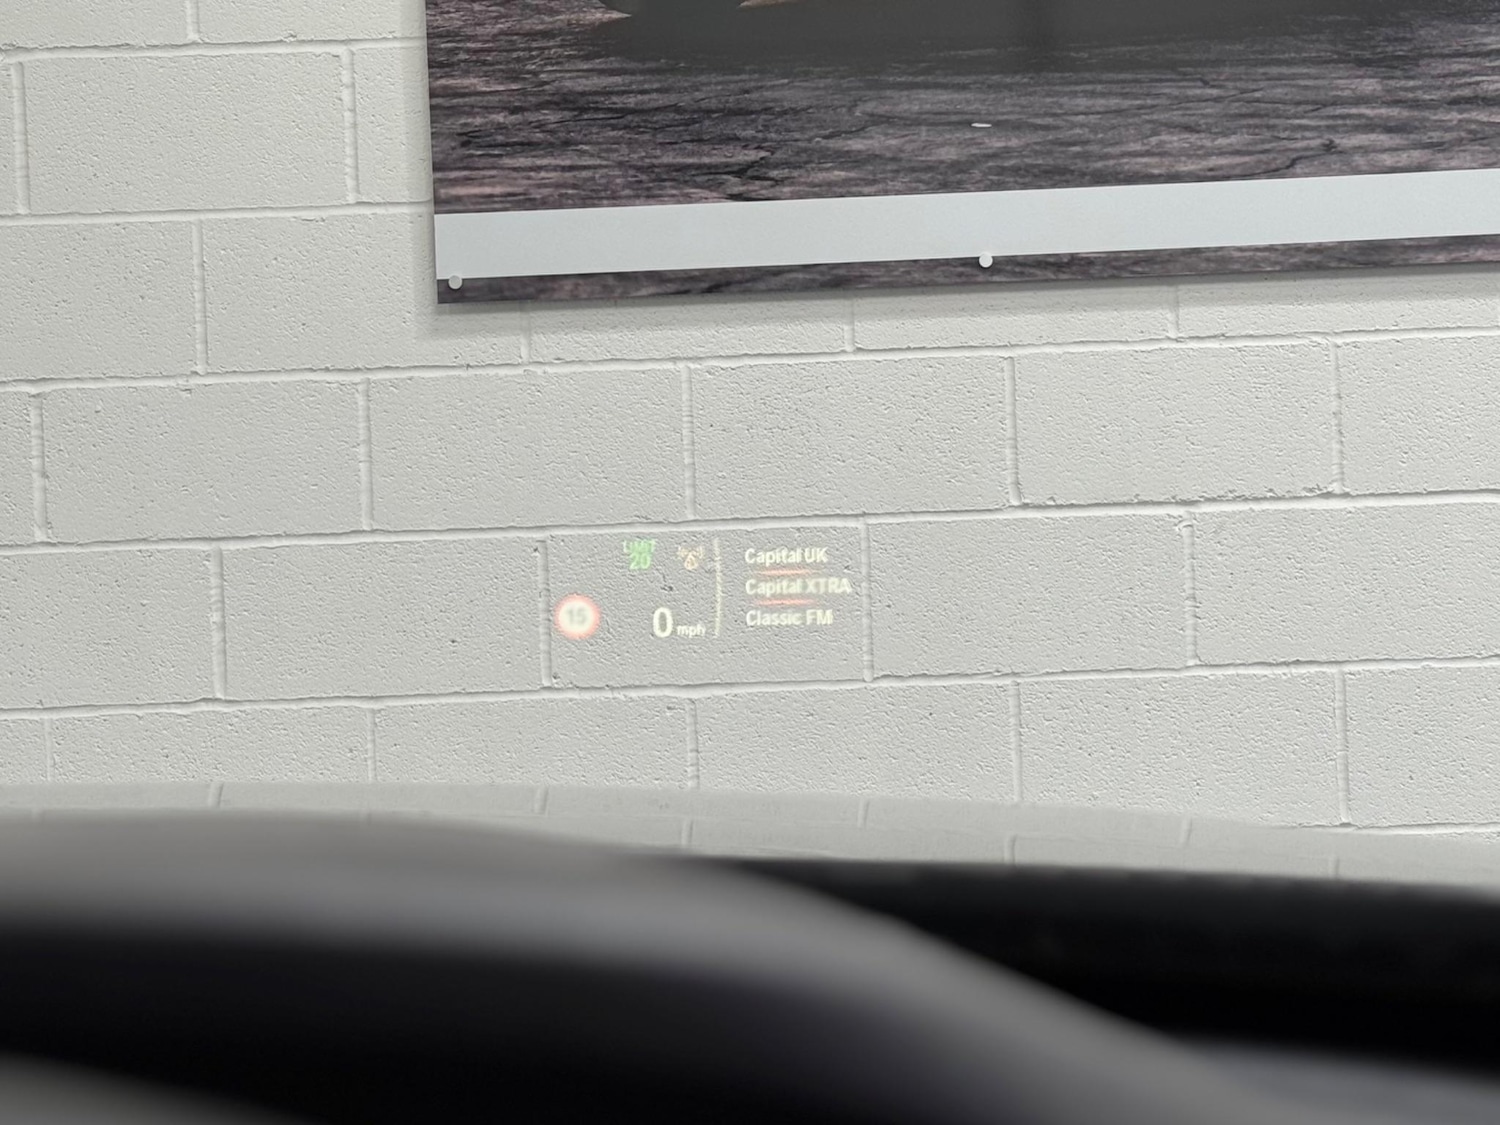 LIMIT
20
15
0 mph
Capital UK
Capital XTRA
Classic FM